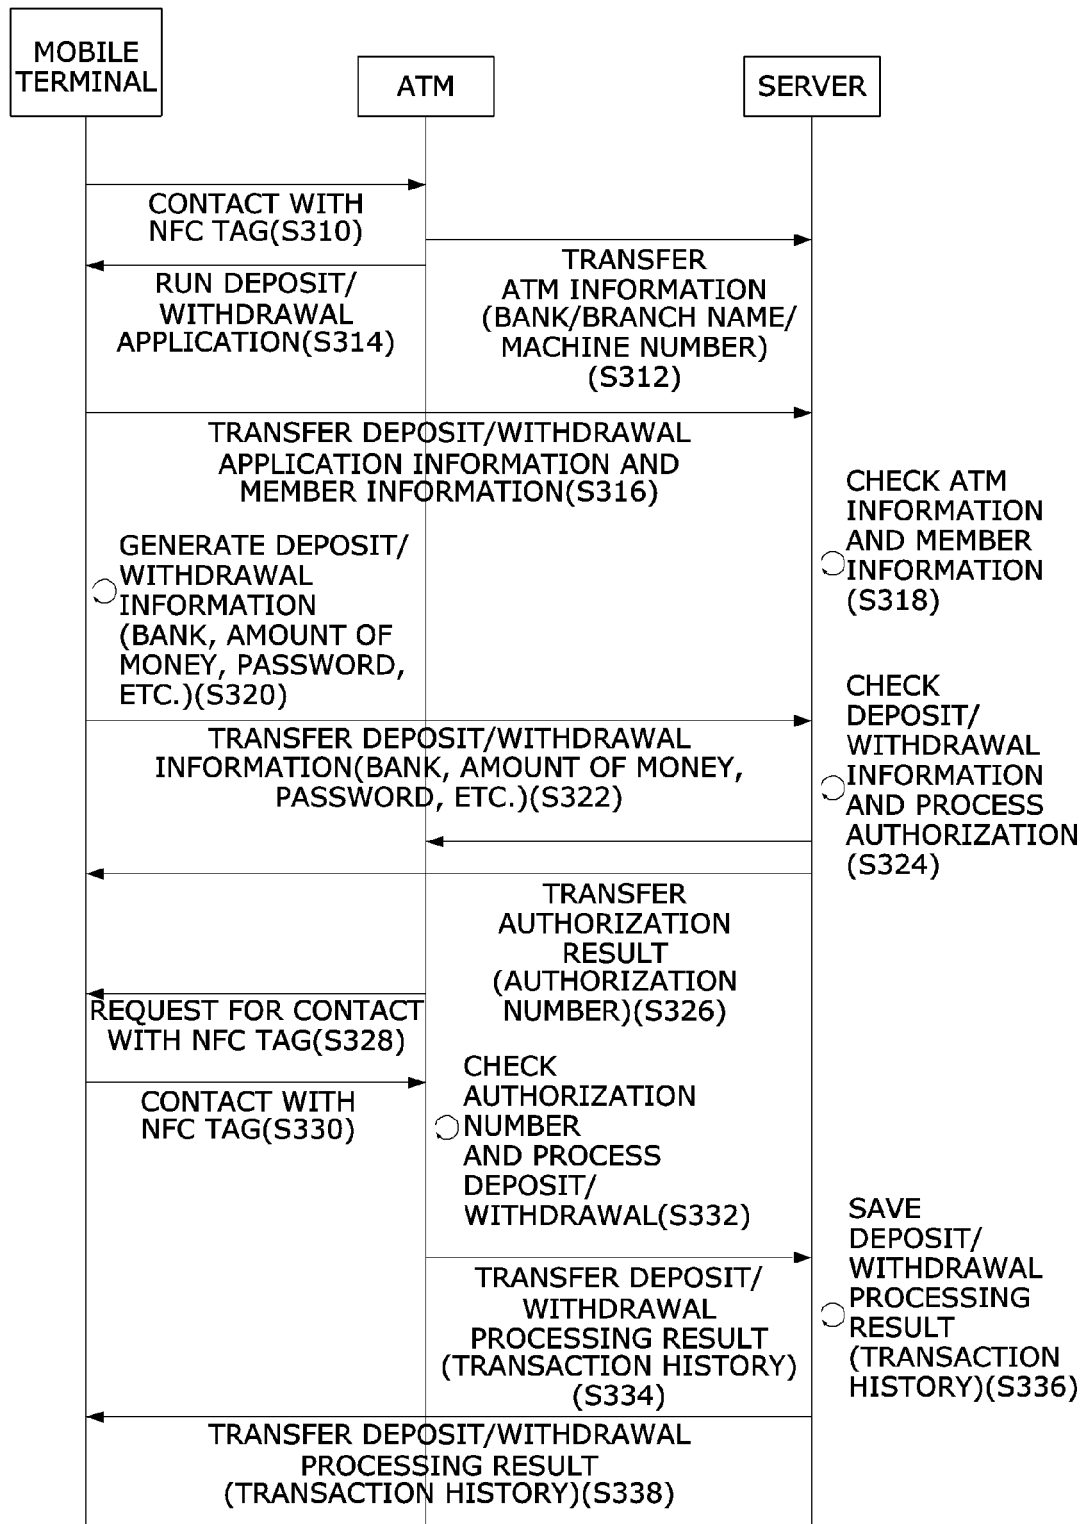 MOBILE
TERMINAL
ATM
SERVER
CONTACT WITH
NFC TAG(S310)
TRANSFER
ATM INFORMATION
(BANK/BRANCH NAME/
MACHINE NUMBER)
(S312)
RUN DEPOSIT/
WITHDRAWAL
APPLICATION(S314)
TRANSFER DEPOSIT/WITHDRAWAL
APPLICATION INFORMATION AND
MEMBER INFORMATION(S316)
CHECK ATM
INFORMATION
AND MEMBER
INFORMATION
(S318)
GENERATE DEPOSIT/
WITHDRAWAL
INFORMATION
(BANK, AMOUNT OF
MONEY, PASSWORD,
ETC.)(S320)
TRANSFER DEPOSIT/WITHDRAWAL
INFORMATION(BANK, AMOUNT OF MONEY,
PASSWORD, ETC.)(S322)
CHECK
DEPOSIT/
WITHDRAWAL
INFORMATION
AND PROCESS
AUTHORIZATION
(S324)
TRANSFER
AUTHORIZATION
RESULT
(AUTHORIZATION
NUMBER)(S326)
REQUEST FOR CONTACT
WITH NFC TAG(S328)
CONTACT WITH
NFC TAG(S330)
CHECK
AUTHORIZATION
NUMBER
AND PROCESS
DEPOSIT/
WITHDRAWAL(S332)
TRANSFER DEPOSIT/
WITHDRAWAL
PROCESSING RESULT
(TRANSACTION HISTORY)
(S334)
SAVE
DEPOSIT/
WITHDRAWAL
PROCESSING
RESULT
(TRANSACTION
HISTORY)(S336)
TRANSFER DEPOSIT/WITHDRAWAL
PROCESSING RESULT
(TRANSACTION HISTORY)(S338)